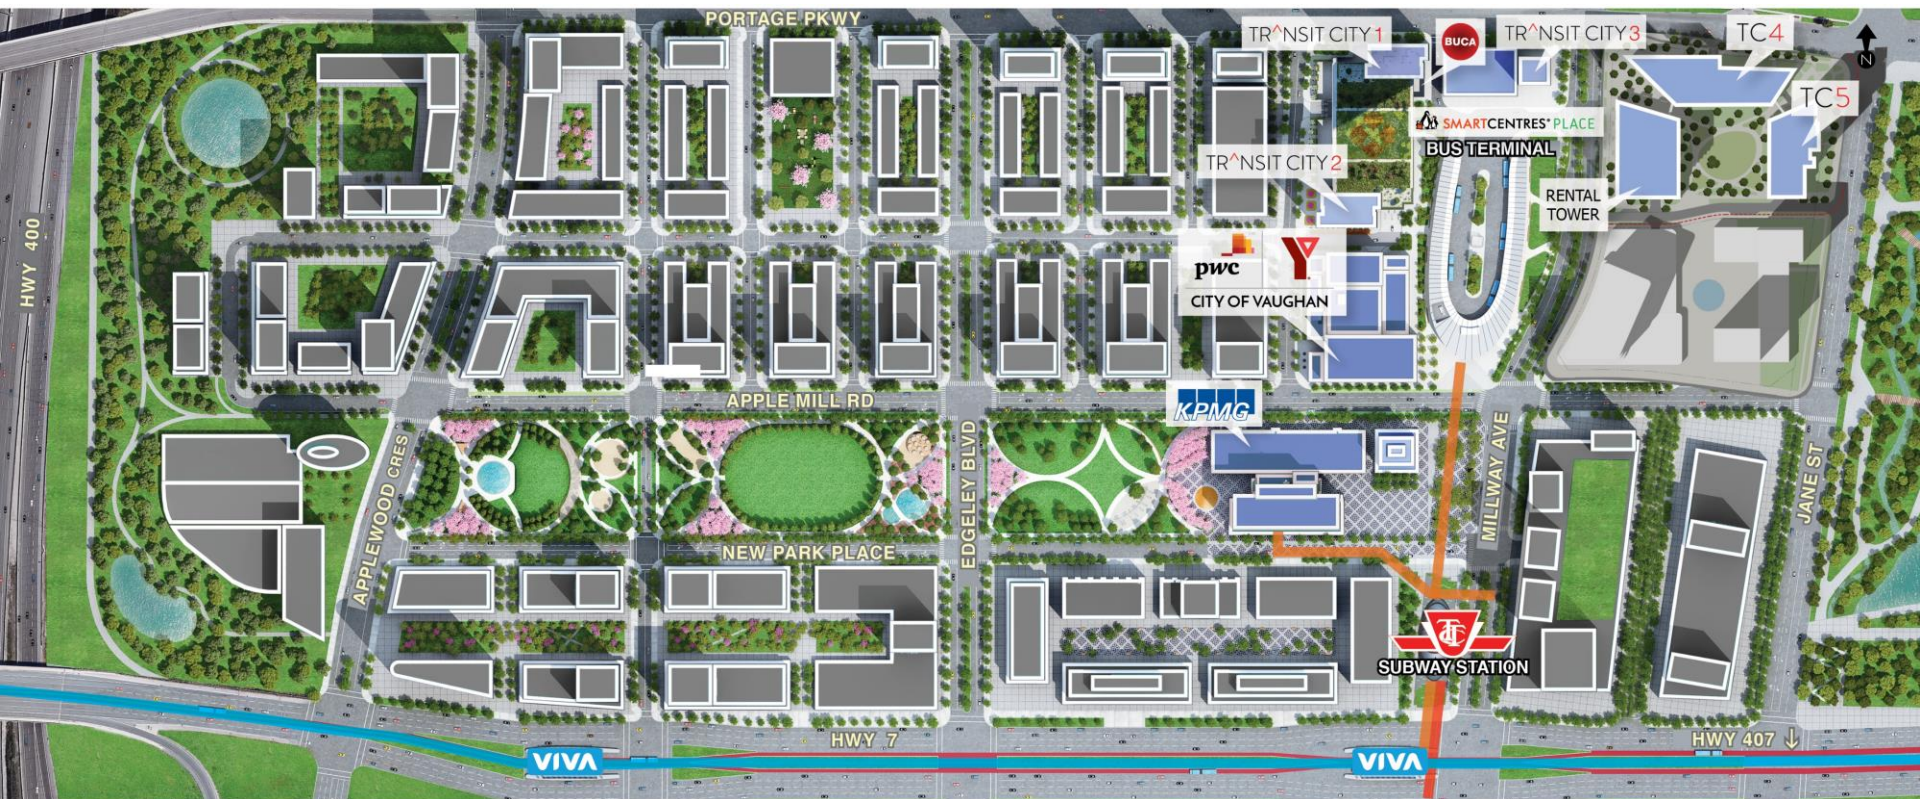 PORTAGE PKWY
TR^NSIT CITY 1
BUCA
TR^NSIT CITY 3
TC4
N
TC5
SMARTCENTRES® PLACE
BUS TERMINAL
TR^NSIT CITY 2
RENTAL
TOWER
HWY 400
pwc
Y
CITY OF VAUGHAN
APPLE MILL RD
KPMG
APPLEWOOD CRES
EDGELEY BLVD
MILLWAY AVE
JANE ST
NEW PARK PLACE
TTC
SUBWAY STATION
HWY 7
HWY 407 ↓
VIVA
VIVA